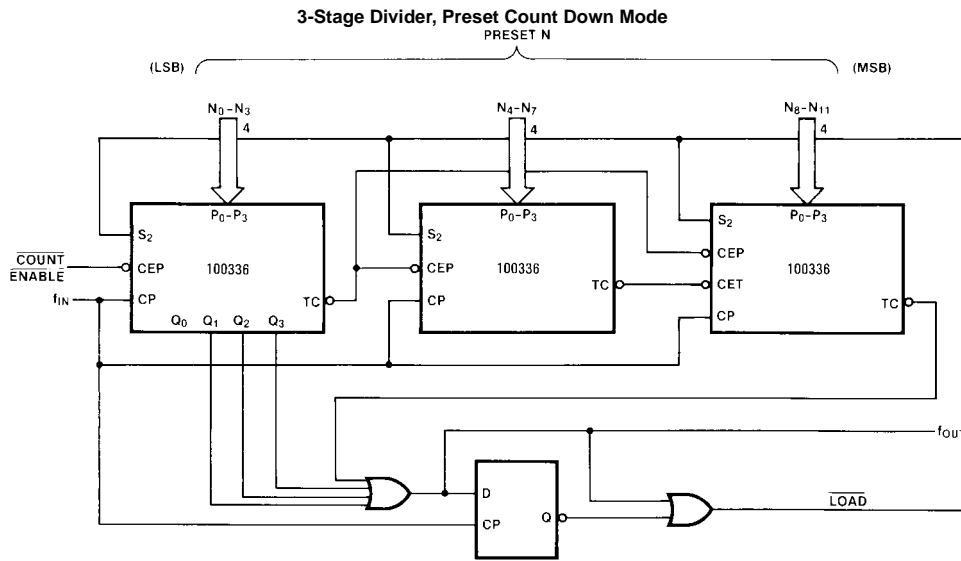 3-Stage Divider, Preset Count Down Mode
PRESET N
(LSB)
(MSB)
N0–N3
4
N4–N7
4
N8–N11
4
P0–P3
S2
CEP
CP
100336
TC
Q0 Q1 Q2 Q3
COUNT
ENABLE
fIN
P0–P3
S2
CEP
CP
100336
TC
P0–P3
S2
CEP
CET
CP
100336
TC
fOUT
D
CP
Q
LOAD